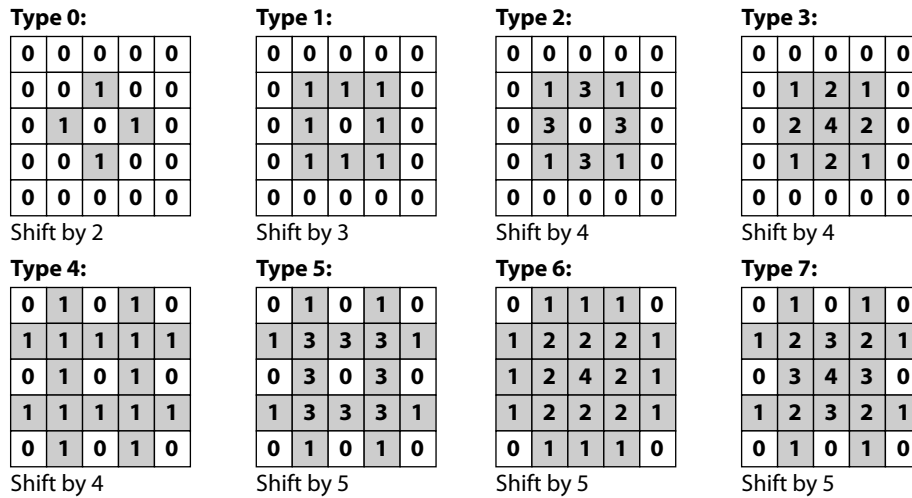 Type 0: Type 1: Type 2: Type 3:
0 0 0 0 0 0 0 0 0 0 0 0 0 0 0 0 0 0 0 0
0 0 1 0 0 0 1 1 1 0 0 1 3 1 0 0 1 2 1 0
0 1 0 1 0 0 1 0 1 0 0 3 0 3 0 0 2 4 2 0
0 0 1 0 0 0 1 1 1 0 0 1 3 1 0 0 1 2 1 0
0 0 0 0 0 0 0 0 0 0 0 0 0 0 0 0 0 0 0 0
Shift by 2 Shift by 3 Shift by 4 Shift by 4
Type 4: Type 5: Type 6: Type 7:
0 1 0 1 0 0 1 0 1 0 0 1 1 1 0 0 1 0 1 0
1 1 1 1 1 1 3 3 3 1 1 2 2 2 1 1 2 3 2 1
0 1 0 1 0 0 3 0 3 0 1 2 4 2 1 0 3 4 3 0
1 1 1 1 1 1 3 3 3 1 1 2 2 2 1 1 2 3 2 1
0 1 0 1 0 0 1 0 1 0 0 1 1 1 0 0 1 0 1 0
Shift by 4 Shift by 5 Shift by 5 Shift by 5